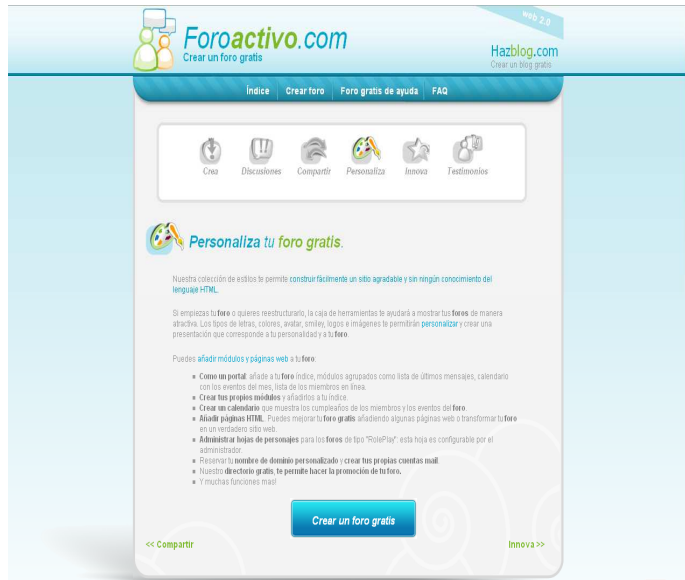 web 2.0
Foroactivo.com
Crear un foro gratis
Hazblog.com
Crear un blog gratis
Índice Crear foro Foro gratis de ayuda FAQ
Crea Discusiones Compartir Personaliza Innova Testimonios
Personaliza tu foro gratis.
Nuestra colección de estilos te permite construir fácilmente un sitio agradable y sin ningún conocimiento del
lenguaje HTML.
Si empiezas tu foro o quieres reestructurarlo, la caja de herramientas te ayudará a mostrar tus foros de manera
atractiva. Los tipos de letras, colores, avatar, smiley, logos e imágenes te permitirán personalizar y crear una
presentación que corresponde a tu personalidad y a tu foro.
Puedes añadir módulos y páginas web a tu foro:
Como un portal: añade a tu foro índice, módulos agrupados como lista de últimos mensajes, calendario
con los eventos del mes, lista de los miembros en línea.
Crear tus propios módulos y añadirlos a tu índice.
Crear un calendario que muestra los cumpleaños de los miembros y los eventos del foro.
Añadir páginas HTML. Puedes mejorar tu foro gratis añadiendo algunas páginas web o transformar tu foro
en un verdadero sitio web.
Administrar hojas de personajes para los foros de tipo "RolePlay": esta hoja es configurable por el
administrador.
Reservar tu nombre de dominio personalizado y crear tus propias cuentas mail.
Nuestro directorio gratis, te permite hacer la promoción de tu foro.
Y muchas funciones mas!
Crear un foro gratis
<< Compartir Innova >>